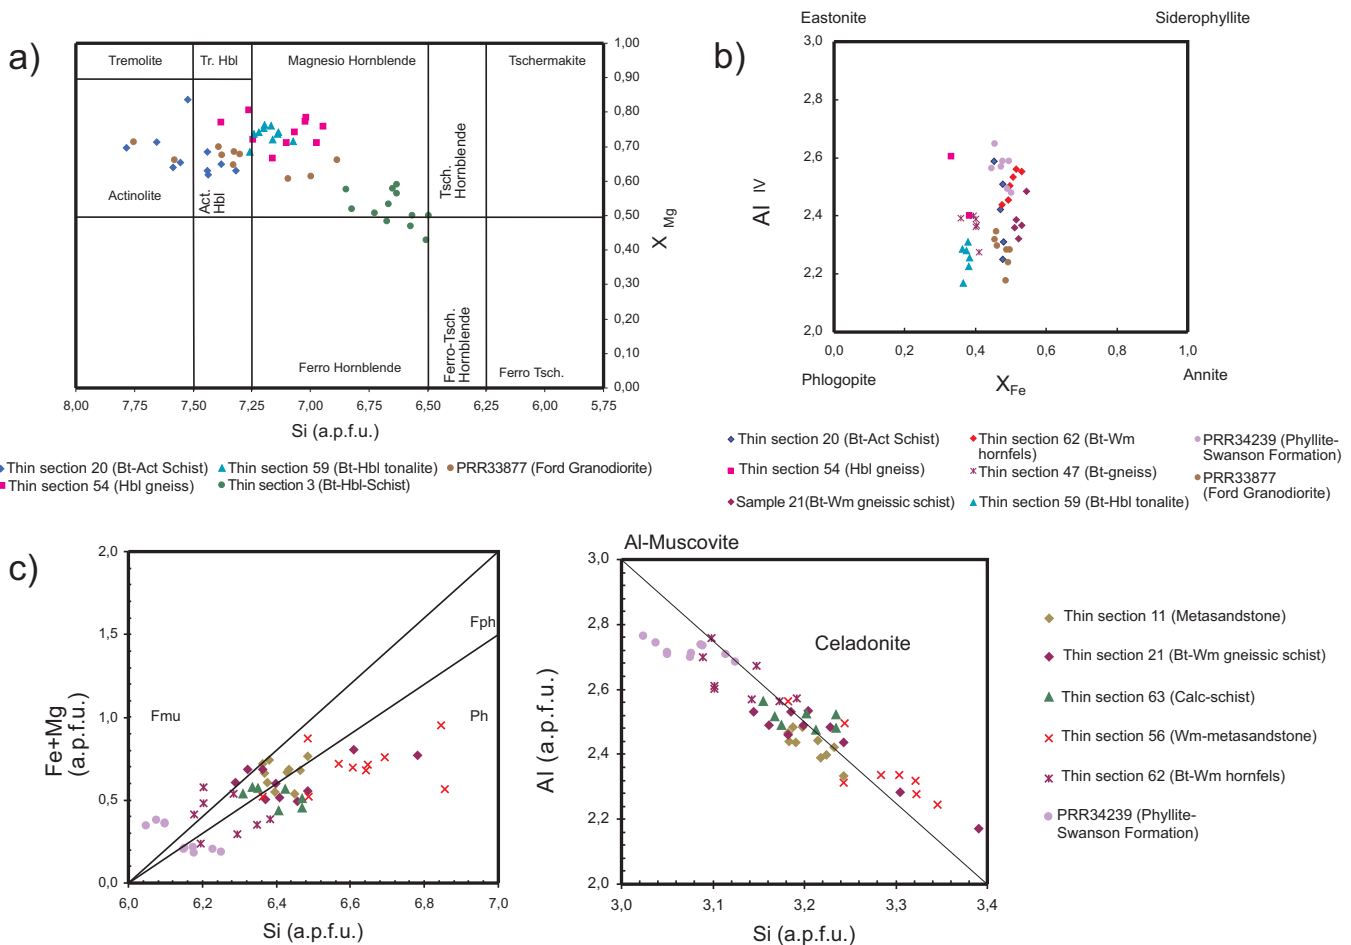 a)
Tremolite
Tr. Hbl
Magnesio Hornblende
Tschermakite
Actinolite
Act.
Hbl
Tsch.
Hornblende
Ferro Hornblende
Ferro-Tsch.
Hornblende
Ferro Tsch.
1,00
0,90
0,80
0,70
0,60
0,50
0,40
0,30
0,20
0,10
0,00
X Mg
8,00 7,75 7,50 7,25 7,00 6,75 6,50 6,25 6,00 5,75
Si (a.p.f.u.)
Thin section 20 (Bt-Act Schist)
Thin section 59 (Bt-Hbl tonalite)
PRR33877 (Ford Granodiorite)
Thin section 54 (Hbl gneiss)
Thin section 3 (Bt-Hbl-Schist)
b)
Eastonite
Siderophyllite
3,0
2,8
2,6
2,4
2,2
2,0
Al IV
0,0 0,2 0,4 0,6 0,8 1,0
Phlogopite
XFe
Annite
Thin section 20 (Bt-Act Schist)
Thin section 54 (Hbl gneiss)
Sample 21(Bt-Wm gneissic schist)
Thin section 62 (Bt-Wm
hornfels)
Thin section 47 (Bt-gneiss)
Thin section 59 (Bt-Hbl tonalite)
PRR34239 (Phyllite-
Swanson Formation)
PRR33877
(Ford Granodiorite)
c)
2,0
1,5
1,0
0,5
0,0
Fe+Mg
(a.p.f.u.)
Fph
Fmu
Ph
6,0 6,2 6,4 6,6 6,8 7,0
Si (a.p.f.u.)
Al-Muscovite
3,0
2,8
2,6
2,4
2,2
2,0
Al (a.p.f.u.)
Celadonite
3,0 3,1 3,2 3,3 3,4
Si (a.p.f.u.)
Thin section 11 (Metasandstone)
Thin section 21 (Bt-Wm gneissic schist)
Thin section 63 (Calc-schist)
Thin section 56 (Wm-metasandstone)
Thin section 62 (Bt-Wm hornfels)
PRR34239 (Phyllite-
Swanson Formation)